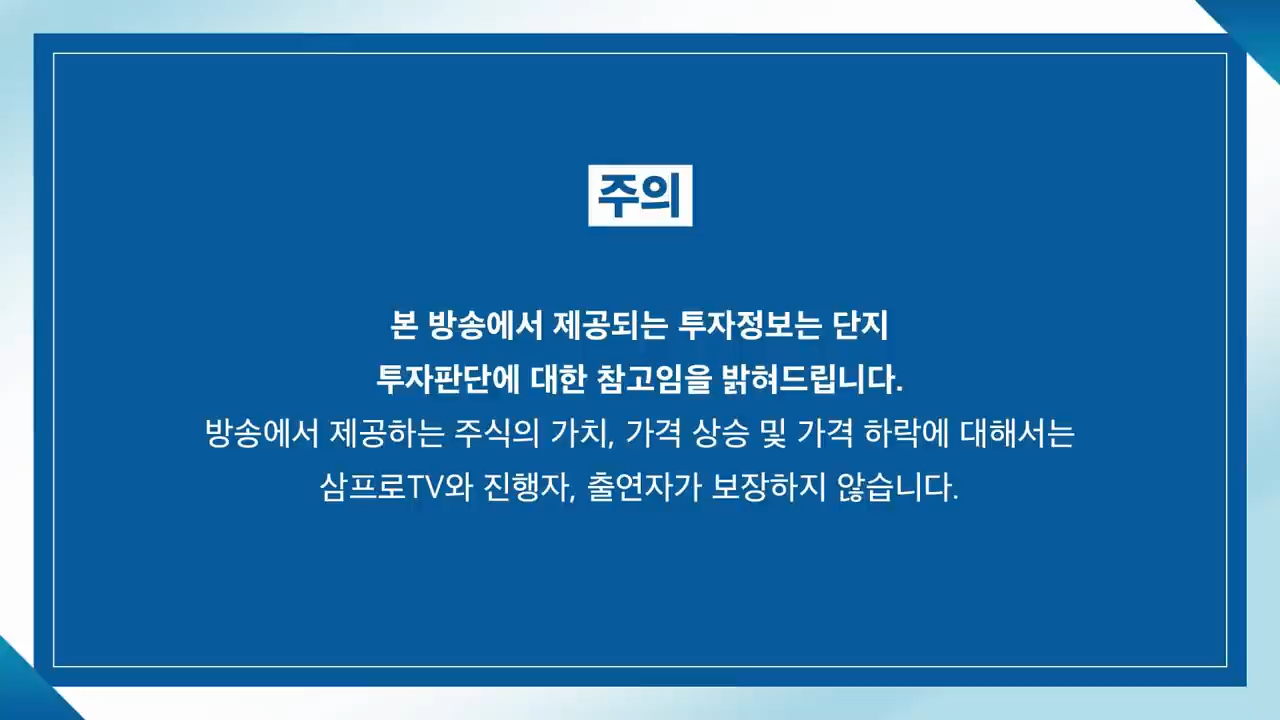 주의
본 방송에서 제공되는 투자정보는 단지
투자판단에 대한 참고임을 밝혀드립니다.
방송에서 제공하는 주식의 가치, 가격 상승 및 가격 하락에 대해서는
삼프로TV와 진행자, 출연자가 보장하지 않습니다.